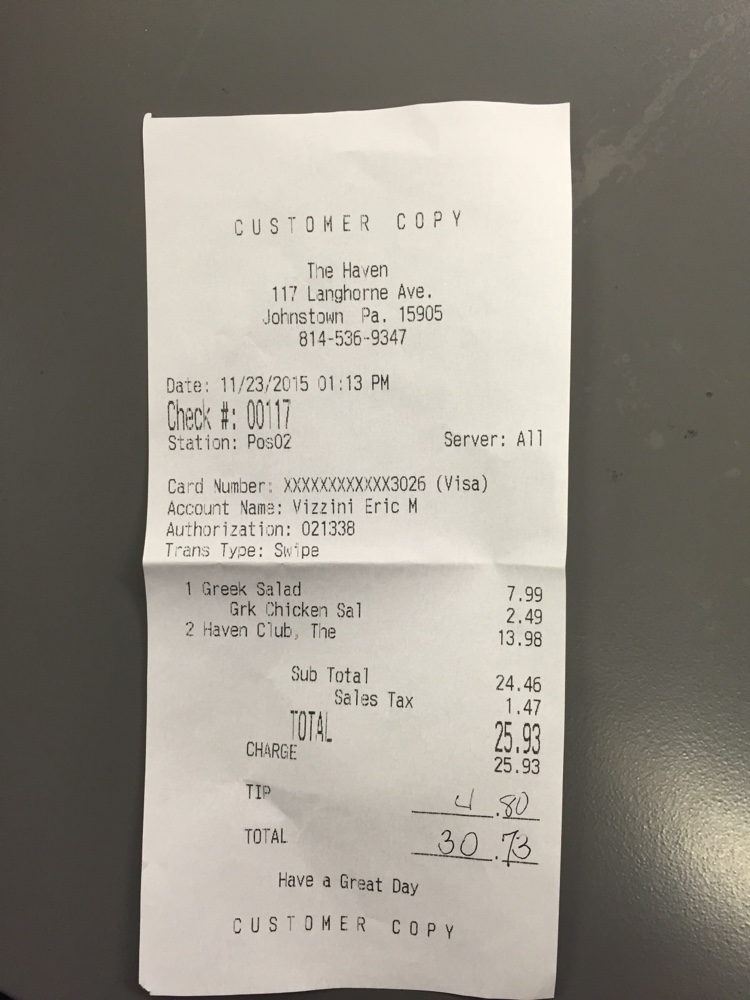 CUSTOMER COPY
The Haven
117 Langhorne Ave.
Johnstown Pa. 15905
814-536-9347
Date: 11/23/2015 01:13 PM
Check #: 00117
Station: Pos02 Server: All
Card Number: XXXXXXXXXXXX3026 (Visa)
Account Name: Vizzini Eric M
Authorization: 021338
Trans Type: Swipe
1 Greek Salad 7.99
Grk Chicken Sal 2.49
2 Haven Club, The 13.98
Sub Total 24.46
Sales Tax 1.47
TOTAL 25.93
CHARGE 25.93
TIP 4.80
TOTAL 30.73
Have a Great Day
CUSTOMER COPY